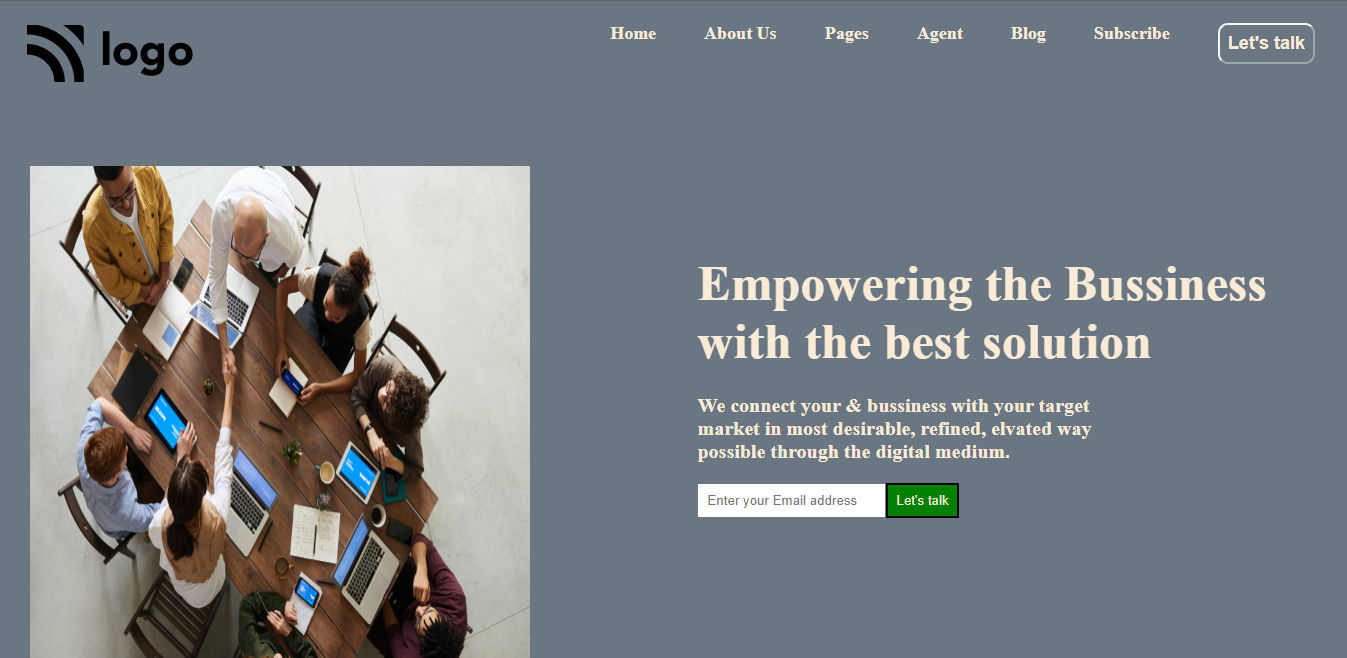 logo
Home About Us Pages Agent Blog Subscribe Let's talk
Empowering the Bussiness
with the best solution
We connect your & bussiness with your target
market in most desirable, refined, elvated way
possible through the digital medium.
Enter your Email address Let's talk